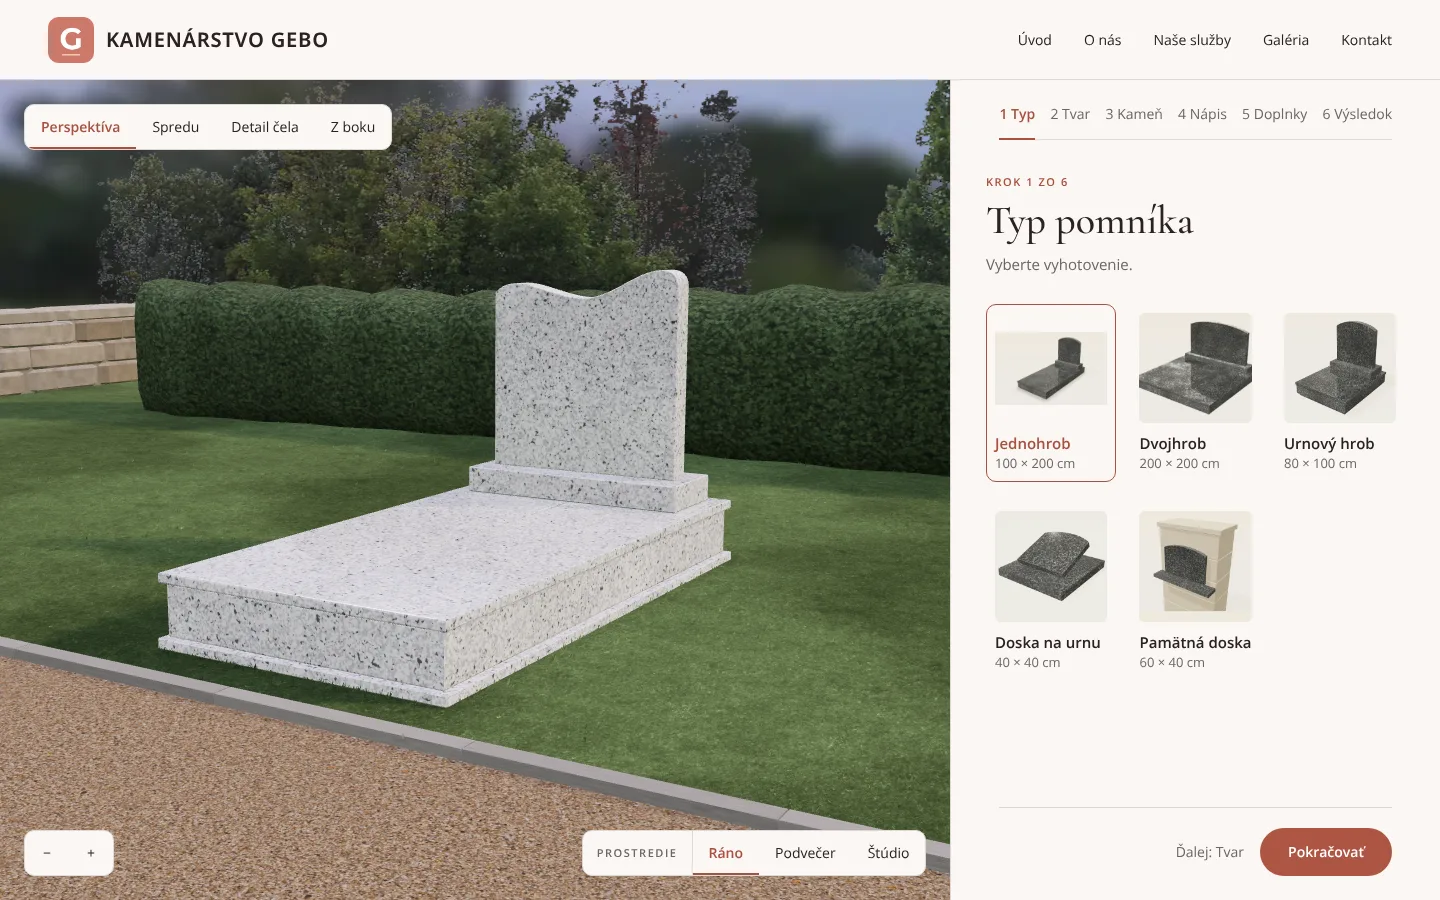 G
KAMENÁRSTVO GEBO
Úvod
O nás
Naše služby
Galéria
Kontakt
Perspektíva
Spredu
Detail čela
Z boku
1 Typ
2 Tvar
3 Kameň
4 Nápis
5 Doplnky
6 Výsledok
KROK 1 ZO 6
Typ pomníka
Vyberte vyhotovenie.
Jednohrob
100 × 200 cm
Dvojhrob
200 × 200 cm
Urnový hrob
80 × 100 cm
Doska na urnu
40 × 40 cm
Pamätná doska
60 × 40 cm
−
+
PROSTREDIE
Ráno
Podvečer
Štúdio
Ďalej: Tvar
Pokračovať